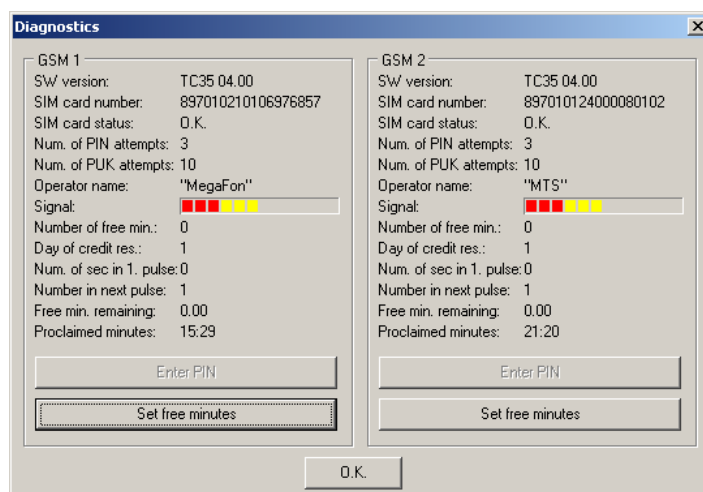 Diagnostics
GSM 1
SW version: TC35 04.00
SIM card number: 897010210106976857
SIM card status: O.K.
Num. of PIN attempts: 3
Num. of PUK attempts: 10
Operator name: "MegaFon"
Signal:
Number of free min.: 0
Day of credit res.: 1
Num. of sec in 1. pulse: 0
Number in next pulse: 1
Free min. remaining: 0.00
Proclaimed minutes: 15:29
Enter PIN
Set free minutes
GSM 2
SW version: TC35 04.00
SIM card number: 897010124000080102
SIM card status: O.K.
Num. of PIN attempts: 3
Num. of PUK attempts: 10
Operator name: "MTS"
Signal:
Number of free min.: 0
Day of credit res.: 1
Num. of sec in 1. pulse: 0
Number in next pulse: 1
Free min. remaining: 0.00
Proclaimed minutes: 21:20
Enter PIN
Set free minutes
O.K.